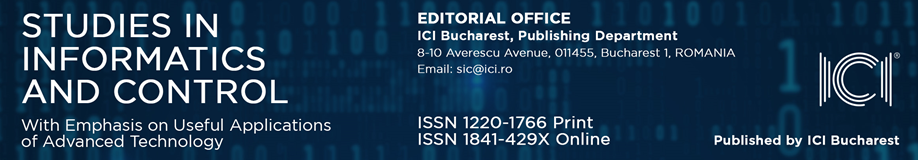 STUDIES IN
INFORMATICS
AND CONTROL
With Emphasis on Useful Applications
of Advanced Technology
EDITORIAL OFFICE
ICI Bucharest, Publishing Department
8-10 Averescu Avenue, 011455, Bucharest 1, ROMANIA
Email: sic@ici.ro
ISSN 1220-1766 Print
ISSN 1841-429X Online
ICI®
Published by ICI Bucharest